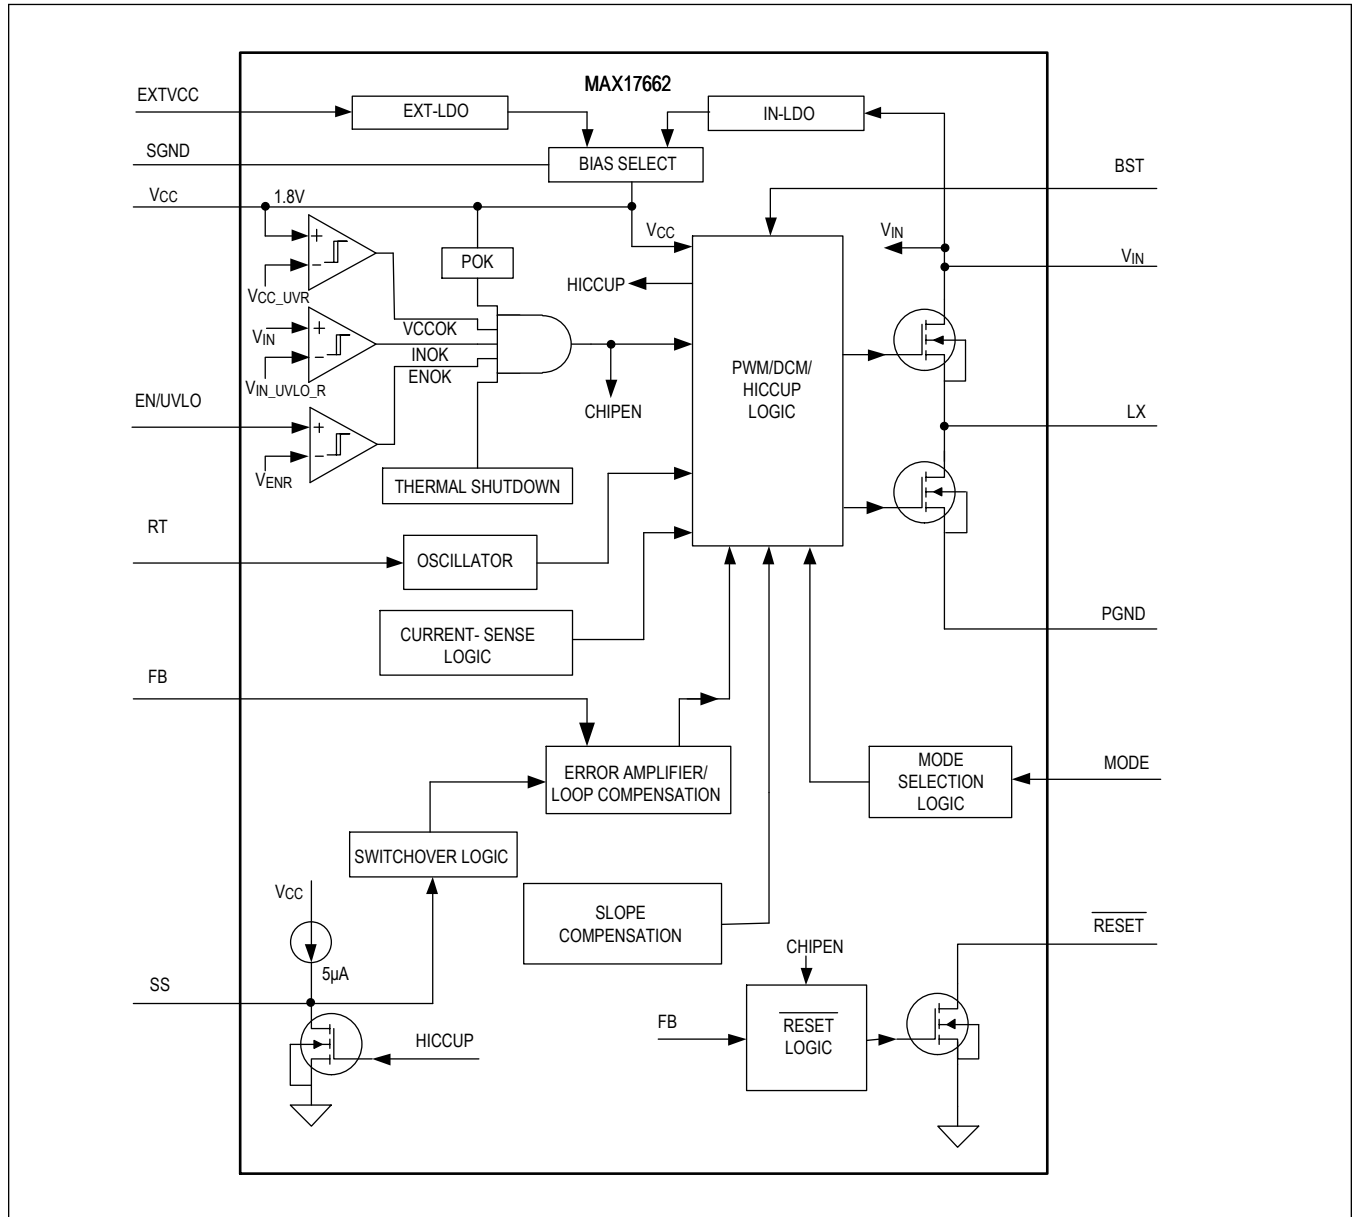 MAX17662
EXTVCC
EXT-LDO
IN-LDO
SGND
BIAS SELECT
BST
VCC
1.8V
VCC
VIN
VIN
+
-
POK
HICCUP
VCC_UVR
VCCOK
VIN
+
-
INOK
ENOK
VIN_UVLO_R
PWM/DCM/
HICCUP
LOGIC
CHIPEN
EN/UVLO
LX
+
-
VENR
THERMAL SHUTDOWN
RT
OSCILLATOR
CURRENT- SENSE
LOGIC
PGND
FB
ERROR AMPLIFIER/
LOOP COMPENSATION
MODE
SELECTION
LOGIC
MODE
SWITCHOVER LOGIC
VCC
SLOPE
COMPENSATION
RESET
CHIPEN
5µA
SS
FB
RESET
LOGIC
HICCUP